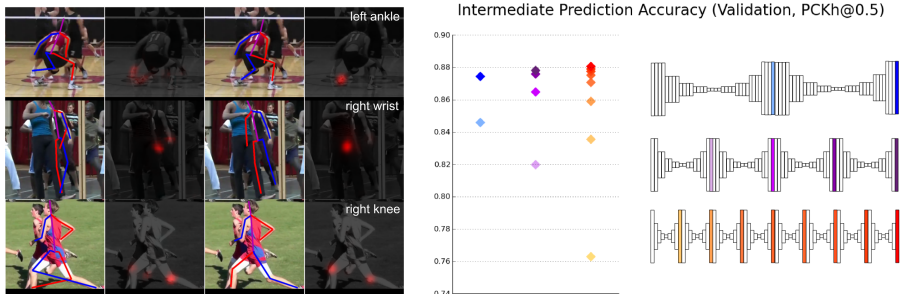 left ankle
right wrist
right knee
Intermediate Prediction Accuracy (Validation, PCKh@0.5)
0.90
0.88
0.86
0.84
0.82
0.80
0.78
0.76
0.74